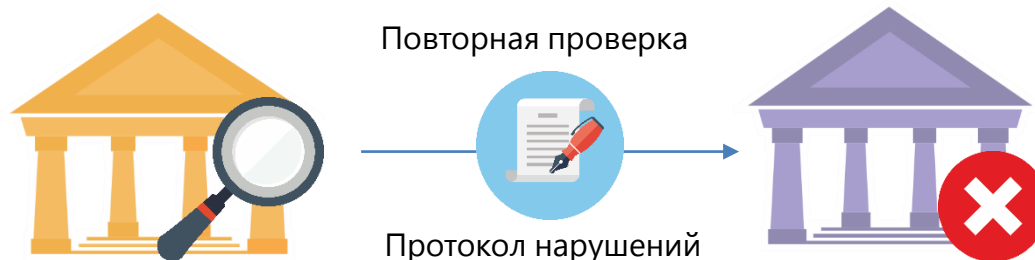 Повторная проверка
Протокол нарушений